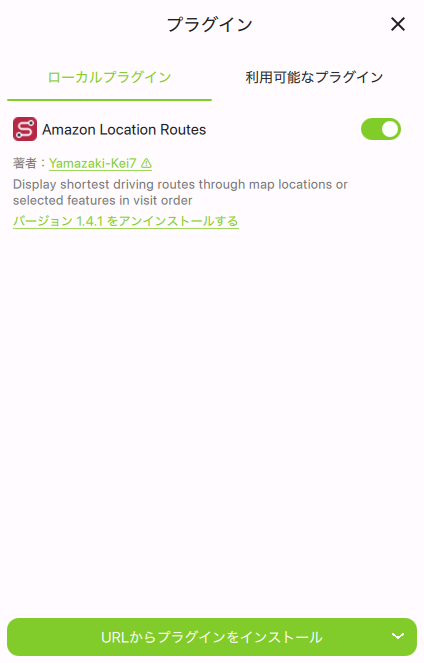 プラグイン
ローカルプラグイン
利用可能なプラグイン
Amazon Location Routes
著者：Yamazaki-Kei7 ⚠
Display shortest driving routes through map locations or
selected features in visit order
バージョン 1.4.1 をアンインストールする
URLからプラグインをインストール